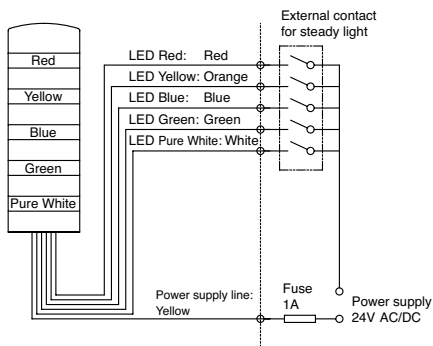 External contact
for steady light
Red
Yellow
Blue
Green
Pure White
LED Red: Red
LED Yellow: Orange
LED Blue: Blue
LED Green: Green
LED Pure White: White
Power supply line:
Yellow
Fuse
1A
Power supply
24V AC/DC